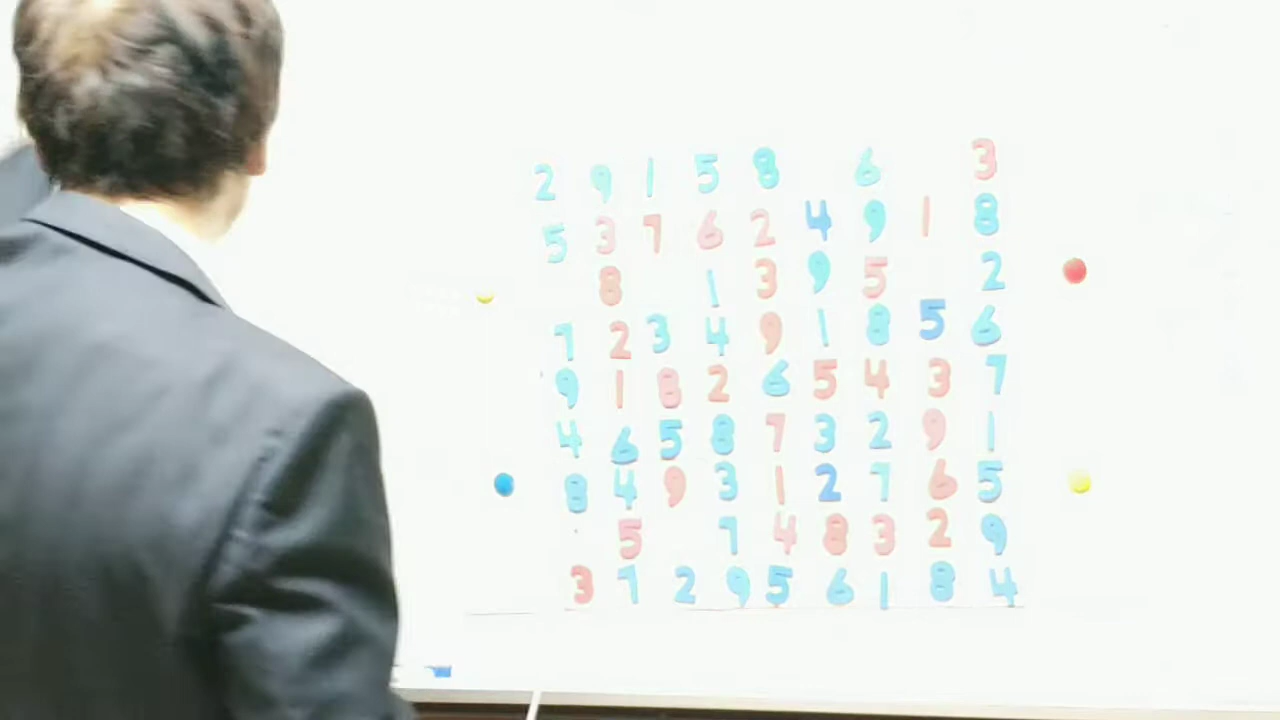 2 9 1 5 8 6 3
5 3 7 6 2 4 9 1 8
8 1 3 9 5 2
7 2 3 4 9 1 8 5 6
9 1 8 2 6 5 4 3 7
4 6 5 8 7 3 2 9 1
8 4 9 3 1 2 7 6 5
5 7 4 8 3 2 9
3 7 2 9 5 6 1 8 4